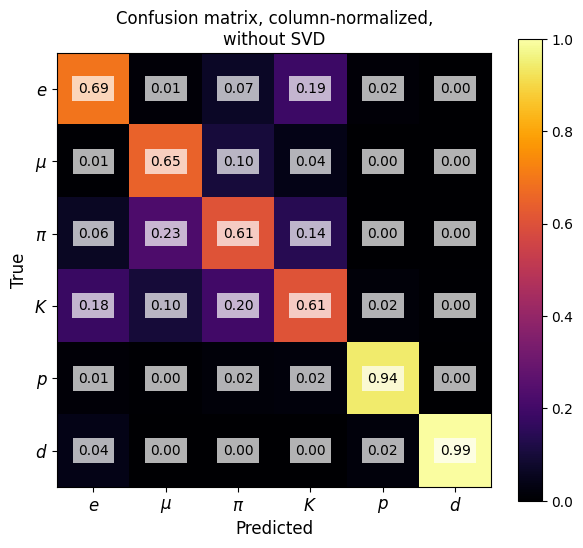 Confusion matrix, column-normalized,
without SVD
e 0.69 0.01 0.07 0.19 0.02 0.00
μ 0.01 0.65 0.10 0.04 0.00 0.00
π 0.06 0.23 0.61 0.14 0.00 0.00
K 0.18 0.10 0.20 0.61 0.02 0.00
p 0.01 0.00 0.02 0.02 0.94 0.00
d 0.04 0.00 0.00 0.00 0.02 0.99
e μ π K p d
Predicted
True
1.0
0.8
0.6
0.4
0.2
0.0